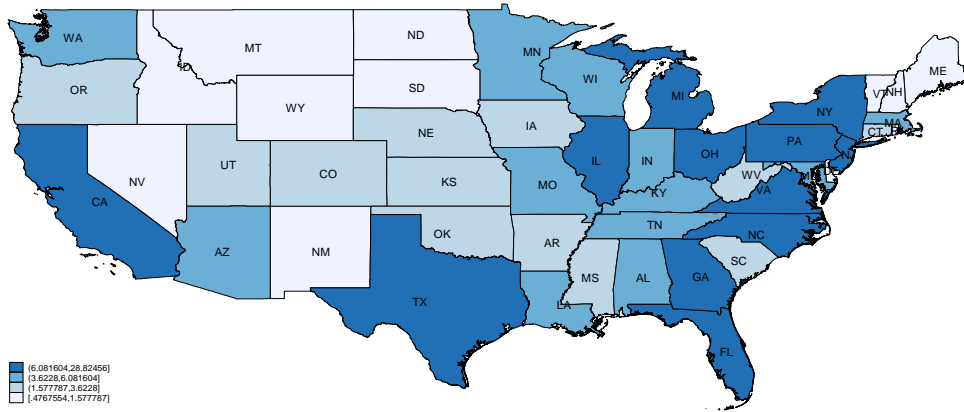 WA
MT
ND
MN
ID
OR
SD
WI
MI
ME
VT
NH
WY
NY
MA
CT
IA
NE
PA
NV
UT
CO
KS
IL
IN
OH
WV
VA
CA
MO
KY
AZ
NM
OK
AR
TN
NC
SC
MS
AL
GA
TX
LA
FL
(6.081604,28.82456]
(3.6228,6.081604]
(1.577787,3.6228]
[.4767554,1.577787]